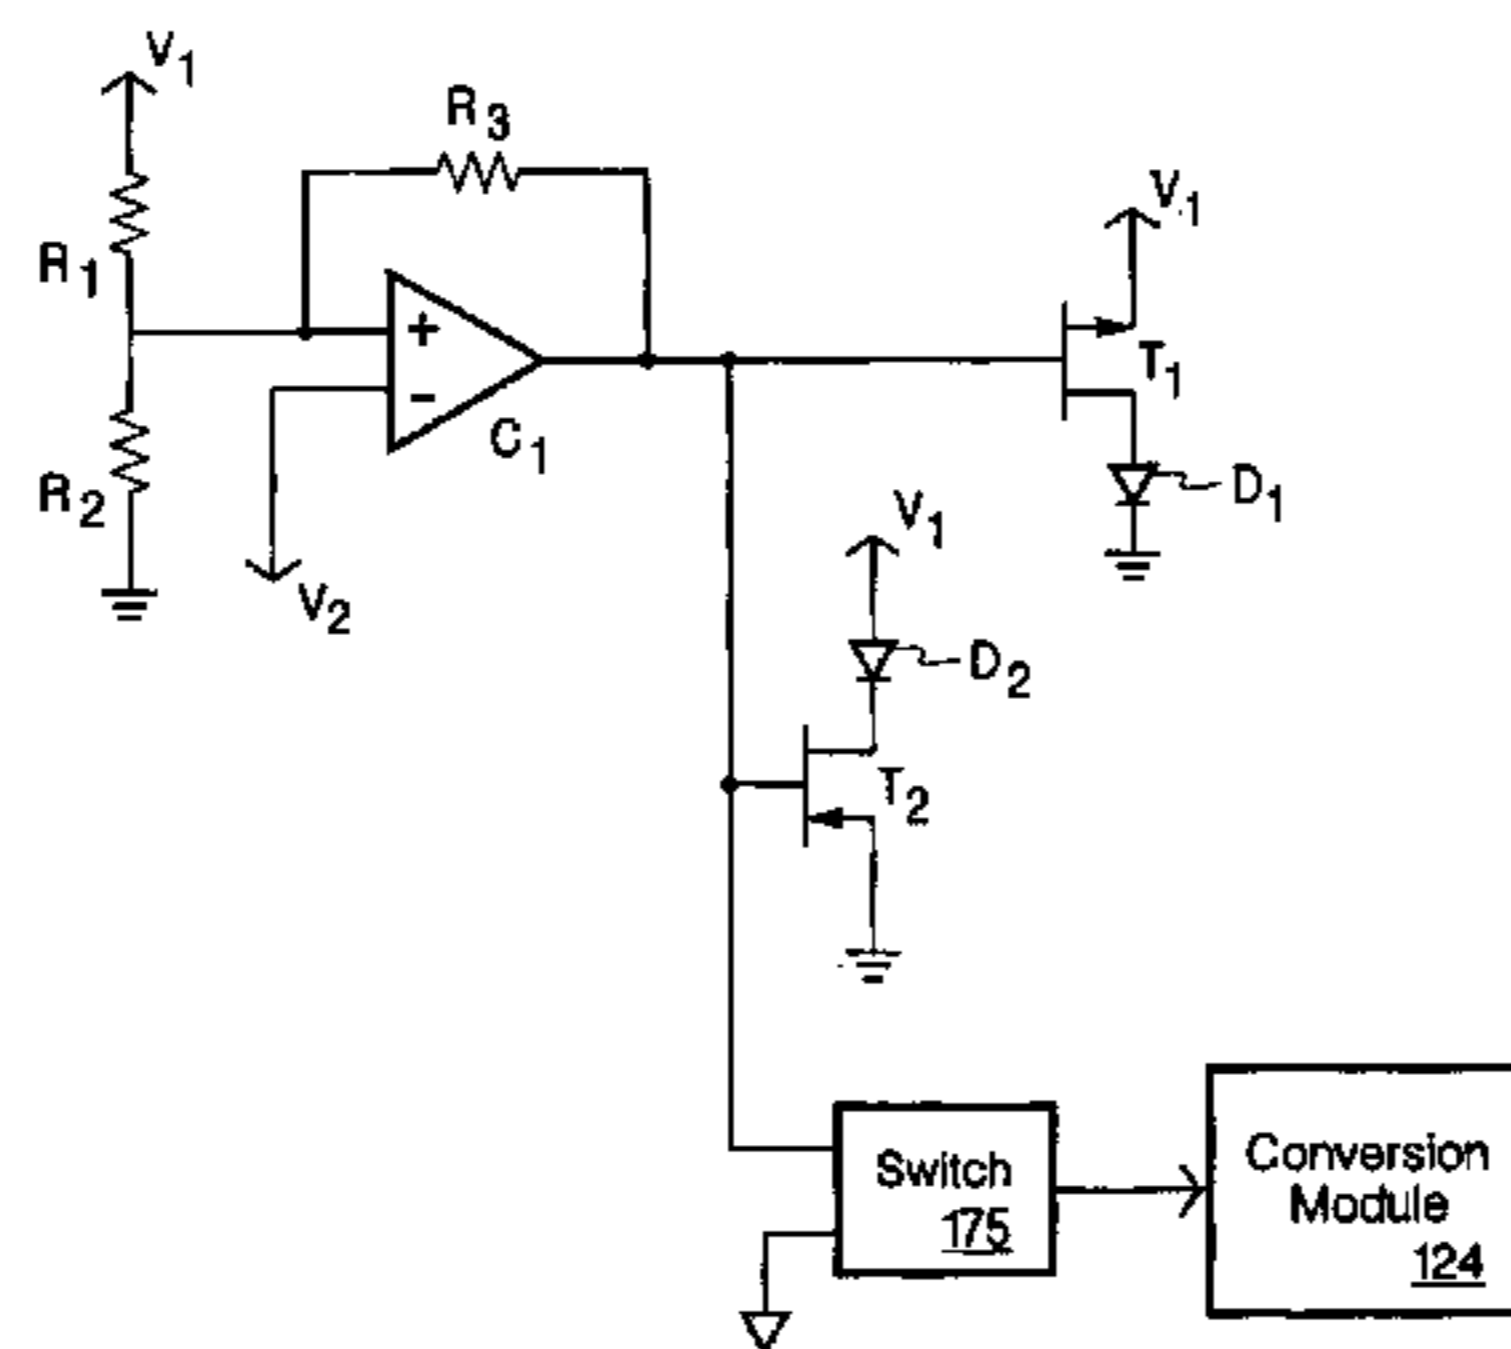 V1
R3
V1
R1
+
T1
-
C1
D1
R2
V1
V2
D2
T2
Switch
175
Conversion
Module
124